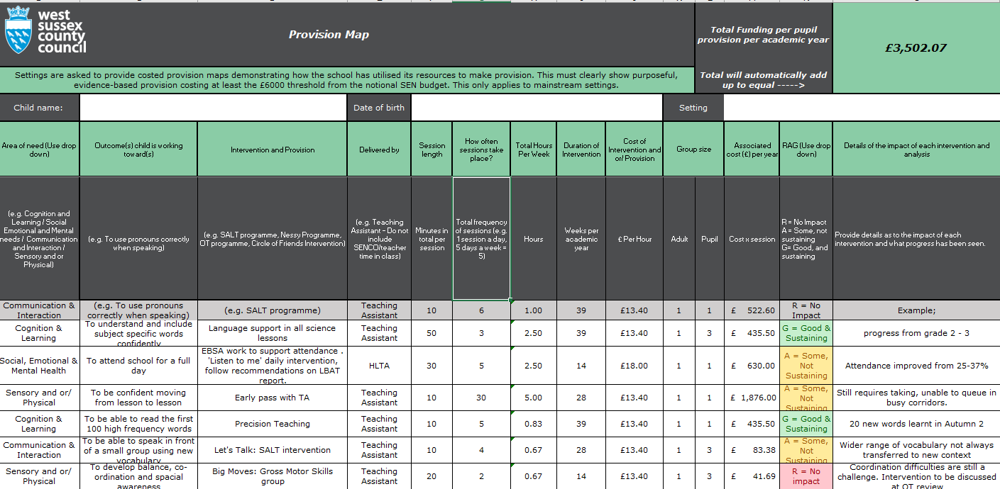 west
sussex
county
council
Provision Map
Total Funding per pupil
provision per academic year
£3,502.07
Settings are asked to provide costed provision maps demonstrating how the school has utilised its resources to make provision. This must clearly show purposeful,
evidence-based provision costing at least the £6000 threshold from the notional SEN budget. This only applies to mainstream settings.
Total will automatically add
up to equal ----->
Child name:
Date of birth
Setting
Area of need (Use drop
down)
Outcome(s) child is working
toward(s)
Intervention and Provision
Delivered by
Session
length
How often
sessions take
place?
Total Hours
Per Week
Duration of
Intervention
Cost of
Intervention and
or/ Provision
Group size
Associated
cost (£) per year
RAG (Use drop
down)
Details of the impact of each intervention and
analysis
(e.g. Cognition and
Learning / Social
Emotional and Mental
needs / Communication
and Interaction /
Sensory and or
Physical)
(e.g. To use pronouns correctly
when speaking)
(e.g. SALT programme, Nessy Programme,
OT programme, Circle of Friends Intervention)
(e.g. Teaching
Assistant - Do not
include
SENCO/teacher
time in class)
Minutes in
total per
session
Total frequency
of sessions (e.g.
1 session a day,
5 days a week =
5)
Hours
Weeks per
academic
year
£ Per Hour
Adult
Pupil
Cost x session
R = No Impact
A = Some, not
sustaining
G= Good, and
sustaining
Provide details as to the impact of each
intervention and what progress has been seen.
Communication &
Interaction
(e.g. To use pronouns
correctly when speaking)
(e.g. SALT programme)
Teaching
Assistant
10
6
1.00
39
£13.40
1
1
£ 522.60
R = No
Impact
Example;
Cognition &
Learning
To understand and include
subject specific words
confidently
Language support in all science
lessons
Teaching
Assistant
50
3
2.50
39
£13.40
1
3
£ 435.50
G = Good &
Sustaining
progress from grade 2 - 3
Social, Emotional &
Mental Health
To attend school for a full
day
EBSA work to support attendance .
'Listen to me' daily intervention,
follow recommendations on LBAT
report.
HLTA
30
5
2.50
14
£18.00
1
1
£ 630.00
A = Some,
Not
Sustaining
Attendance improved from 25-37%
Sensory and or/
Physical
To be confident moving
from lesson to lesson
Early pass with TA
Teaching
Assistant
10
30
5.00
28
£13.40
1
1
£ 1,876.00
A = Some,
Not
Sustaining
Still requires taking, unable to queue in
busy corridors.
Cognition &
Learning
To be able to read the first
100 high frequency words
Precision Teaching
Teaching
Assistant
10
5
0.83
39
£13.40
1
1
£ 435.50
G = Good &
Sustaining
20 new words learnt in Autumn 2
Communication &
Interaction
To be able to speak in front
of a small group using new
vocabulary
Let's Talk: SALT intervention
Teaching
Assistant
10
4
0.67
28
£13.40
1
3
£ 83.38
A = Some,
Not
Sustaining
Wider range of vocabulary not always
transferred to new context
Sensory and or/
Physical
To develop balance, co-
ordination and spacial
awareness
Big Moves: Gross Motor Skills
group
Teaching
Assistant
20
2
0.67
14
£13.40
1
3
£ 41.69
R = No
impact
Coordination difficulties are still a
challenge. Intervention to be discussed
at OT review